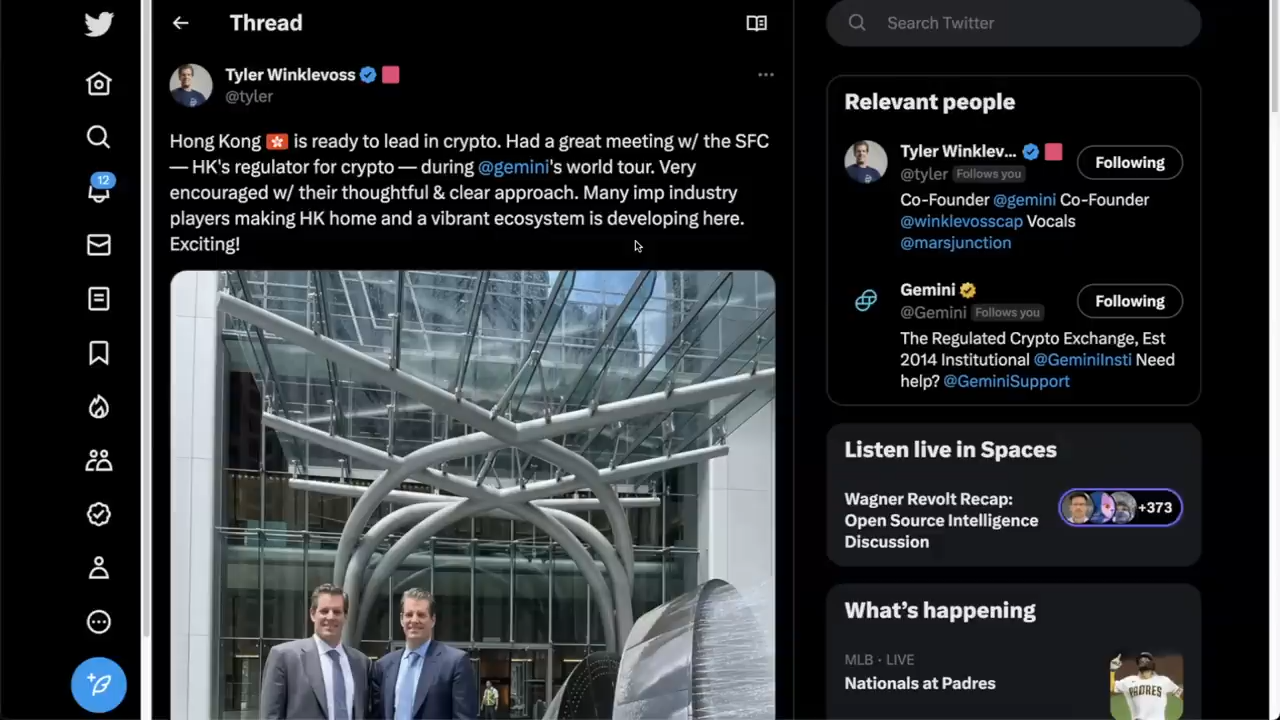 Thread
Search Twitter
Tyler Winklevoss
@tyler
Hong Kong 🇭🇰 is ready to lead in crypto. Had a great meeting w/ the SFC
— HK's regulator for crypto — during @gemini's world tour. Very
encouraged w/ their thoughtful & clear approach. Many imp industry
players making HK home and a vibrant ecosystem is developing here.
Exciting!
12
Relevant people
Tyler Winklev...
@tyler Follows you
Following
Co-Founder @gemini Co-Founder
@winklevosscap Vocals
@marsjunction
Gemini
@Gemini Follows you
Following
The Regulated Crypto Exchange, Est
2014 Institutional @GeminiInsti Need
help? @GeminiSupport
Listen live in Spaces
Wagner Revolt Recap:
Open Source Intelligence
Discussion
+373
What's happening
MLB · LIVE
Nationals at Padres
PADRES